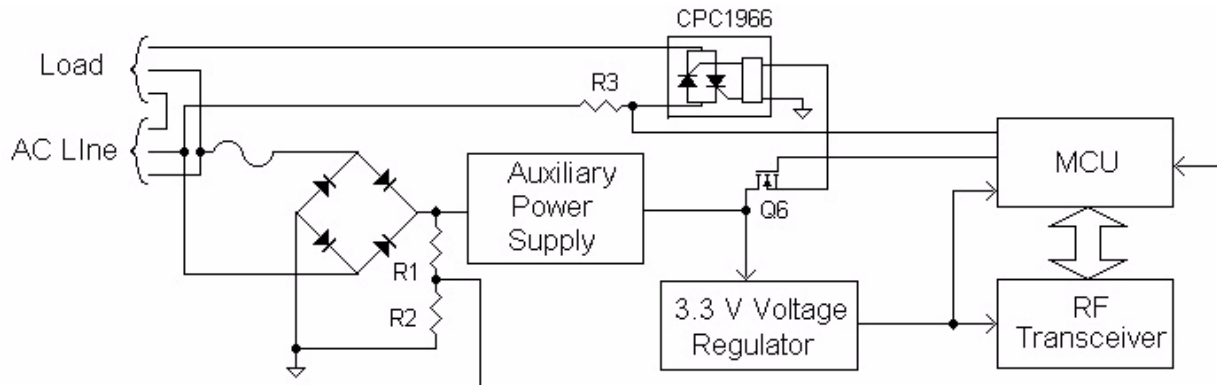 CPC1966
Load
R3
AC LIne
MCU
Auxiliary
Power
Supply
Q6
R1
R2
3.3 V Voltage
Regulator
RF
Transceiver